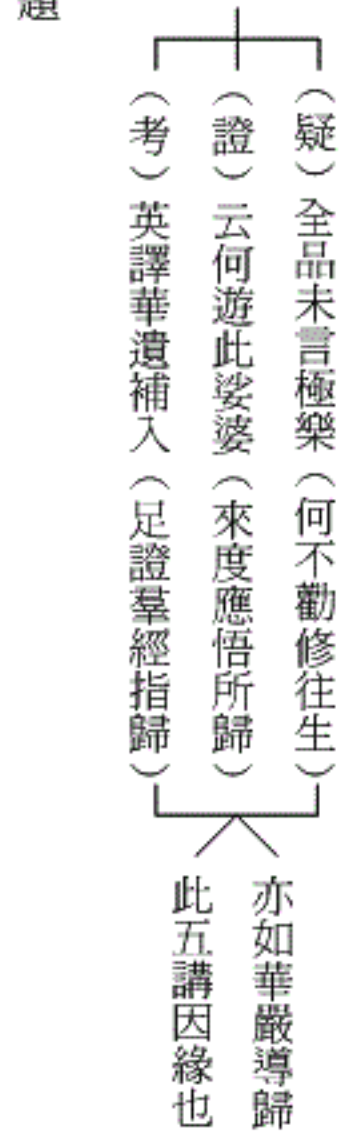 （疑）全品未言極樂（何不勸修往生）
（證）云何遊此娑婆（來度應悟所歸）
（考）英譯華遺補入（足證羣經指歸）
亦如華嚴導歸
此五講因緣也